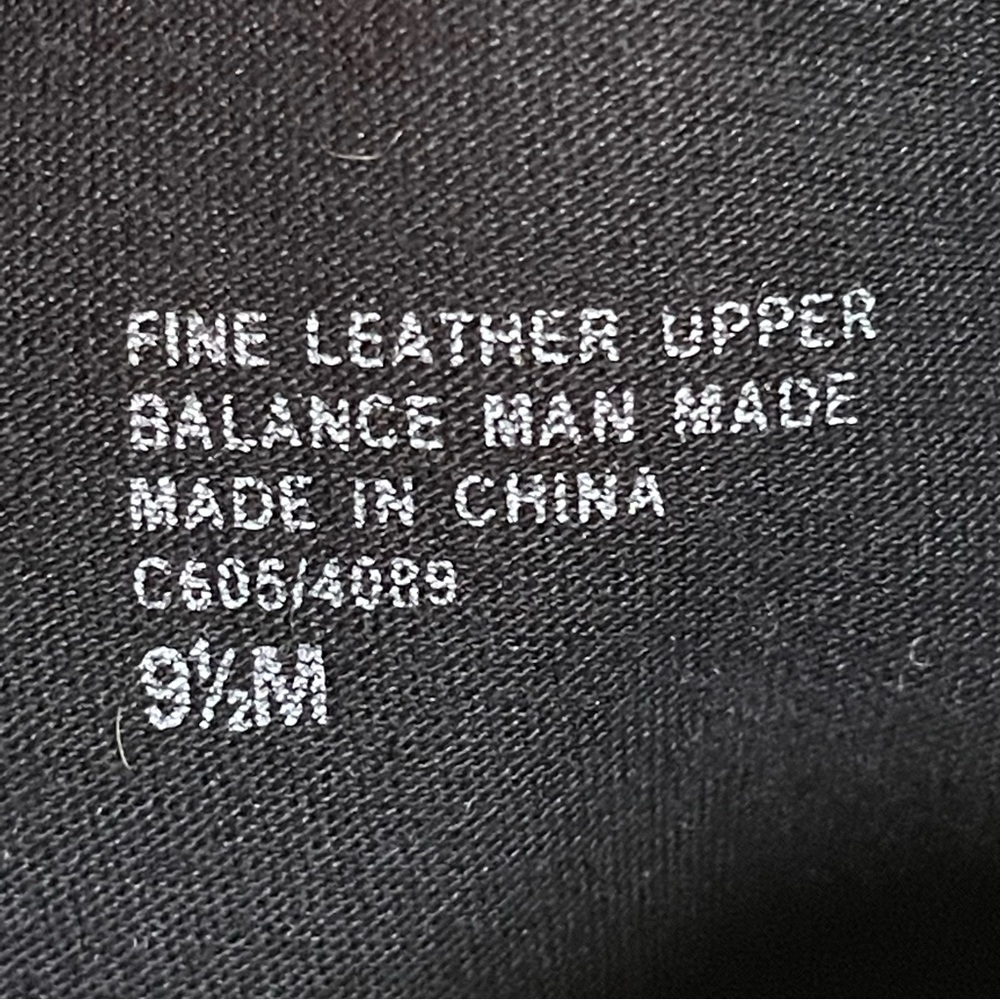 FINE LEATHER UPPER
BALANCE MAN MADE
MADE IN CHINA
C605/4089
9½M